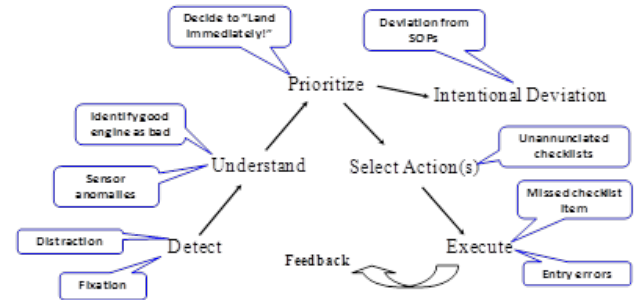 Decide to "Land
Immediately!"
Deviation from
SOPs
Prioritize
Intentional Deviation
Identify good
engine as bad
Unannunciated
checklists
Understand
Select Action(s)
Sensor
anomalies
Missed checklist
Item
Distraction
Detect
Execute
Feedback
Fixation
Entry errors